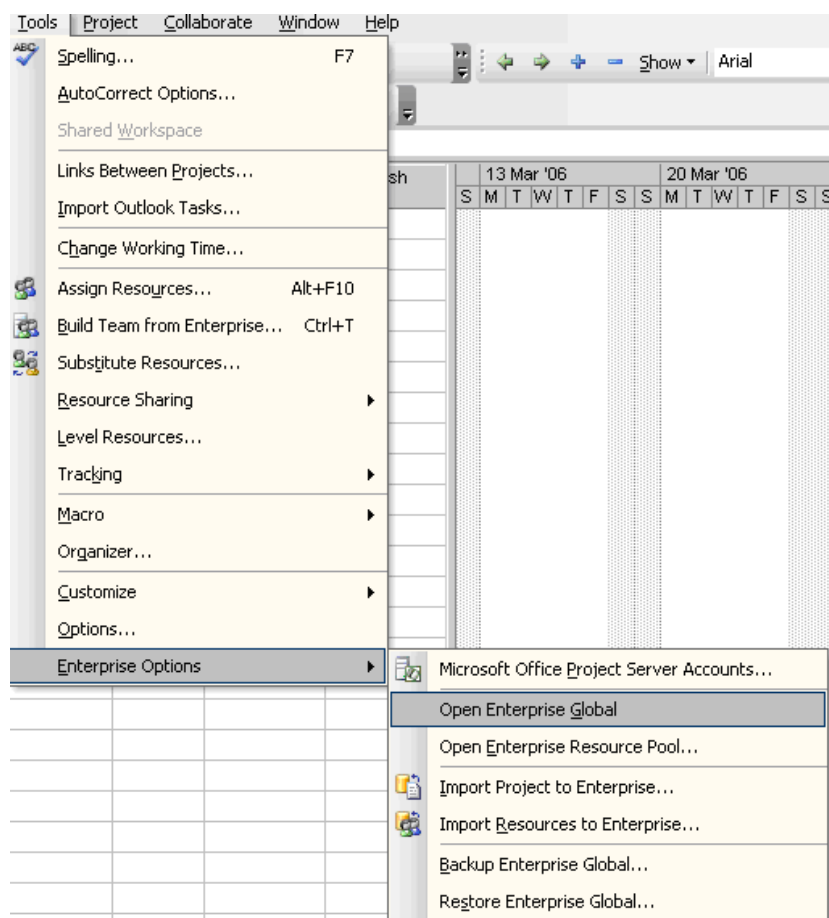 Tools Project Collaborate Window Help
ABC Spelling... F7
Show Arial
AutoCorrect Options...
Shared Workspace
Links Between Projects...
sh 13 Mar '06 20 Mar '06
S M T W T F S S M T W T F S S
Import Outlook Tasks...
Change Working Time...
Assign Resources... Alt+F10
Build Team from Enterprise... Ctrl+T
Substitute Resources...
Resource Sharing
Level Resources...
Tracking
Macro
Organizer...
Customize
Options...
Enterprise Options
Microsoft Office Project Server Accounts...
Open Enterprise Global
Open Enterprise Resource Pool...
Import Project to Enterprise...
Import Resources to Enterprise...
Backup Enterprise Global...
Restore Enterprise Global...